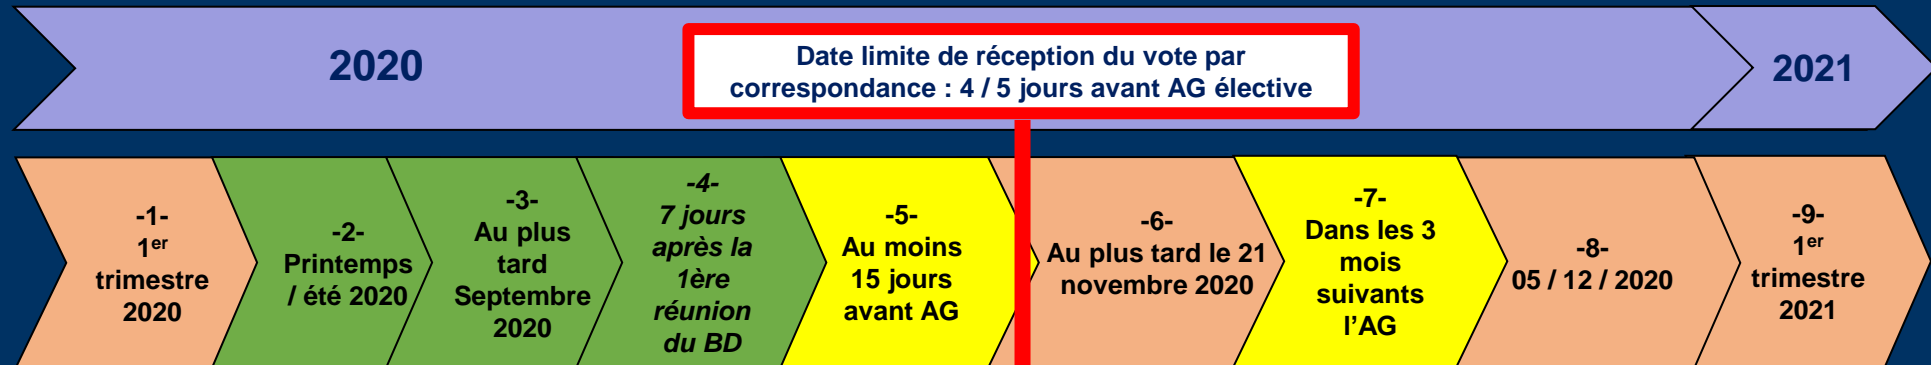 2020
Date limite de réception du vote par
correspondance : 4 / 5 jours avant AG élective
2021
-1-
1er
trimestre
2020
-2-
Printemps
/ été 2020
-3-
Au plus
tard
Septembre
2020
-4-
7 jours
après la
1ère
réunion
du BD
-5-
Au moins
15 jours
avant AG
-6-
Au plus tard le 21
novembre 2020
-7-
Dans les 3
mois
suivants
l’AG
-8-
05 / 12 / 2020
-9-
1er
trimestre
2021